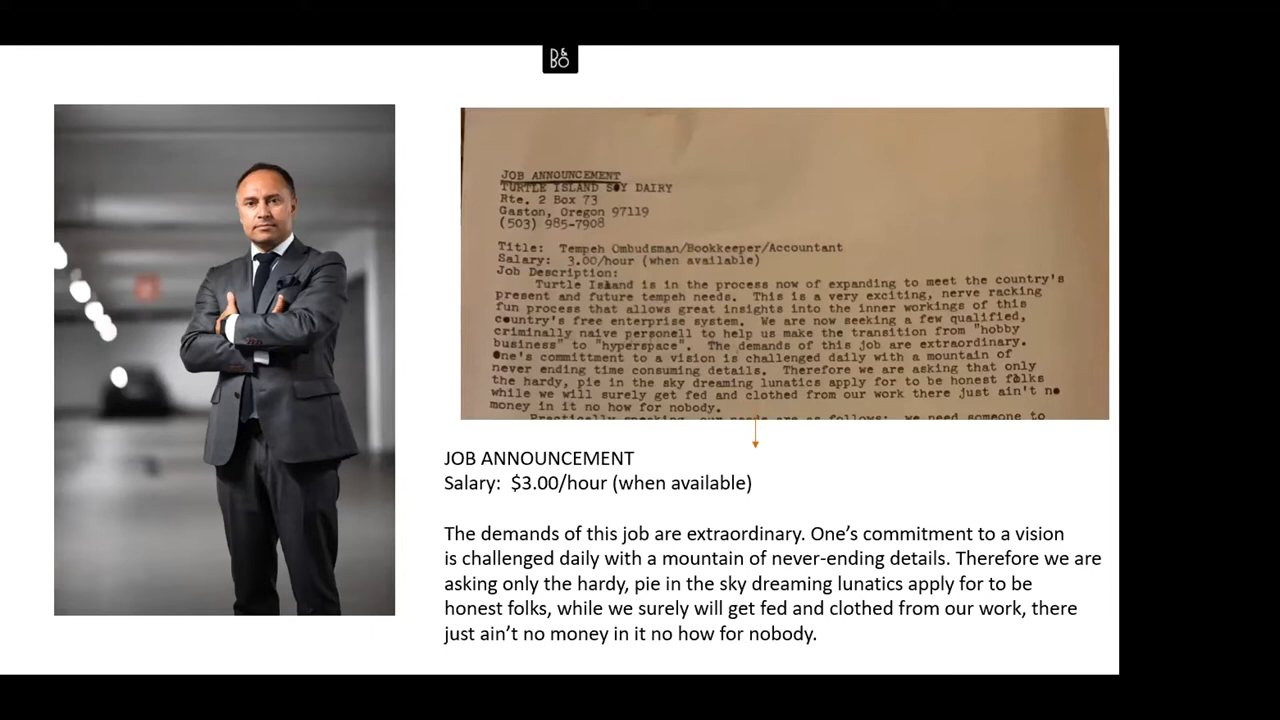 B&O
JOB ANNOUNCEMENT
TURTLE ISLAND SOY DAIRY
Rte. 2 Box 73
Gaston, Oregon 97119
(503) 985-7908
Title: Tempeh Ombudsman/Bookkeeper/Accountant
Salary: 3.00/hour (when available)
Job Description:
Turtle Island is in the process now of expanding to meet the country's
present and future tempeh needs. This is a very exciting, nerve racking
fun process that allows great insights into the inner workings of this
country's free enterprise system. We are now seeking a few qualified,
criminally naive personell to help us make the transition from "hobby
business" to "hyperspace". The demands of this job are extraordinary.
One's committment to a vision is challenged daily with a mountain of
never ending time consuming details. Therefore we are asking that only
the hardy, pie in the sky dreaming lunatics apply for to be honest folks
while we will surely get fed and clothed from our work there just ain't no
money in it no how for nobody.
Practically speaking, our needs are as follows: we need someone to
JOB ANNOUNCEMENT
Salary: $3.00/hour (when available)
The demands of this job are extraordinary. One’s commitment to a vision
is challenged daily with a mountain of never-ending details. Therefore we are
asking only the hardy, pie in the sky dreaming lunatics apply for to be
honest folks, while we surely will get fed and clothed from our work, there
just ain’t no money in it no how for nobody.